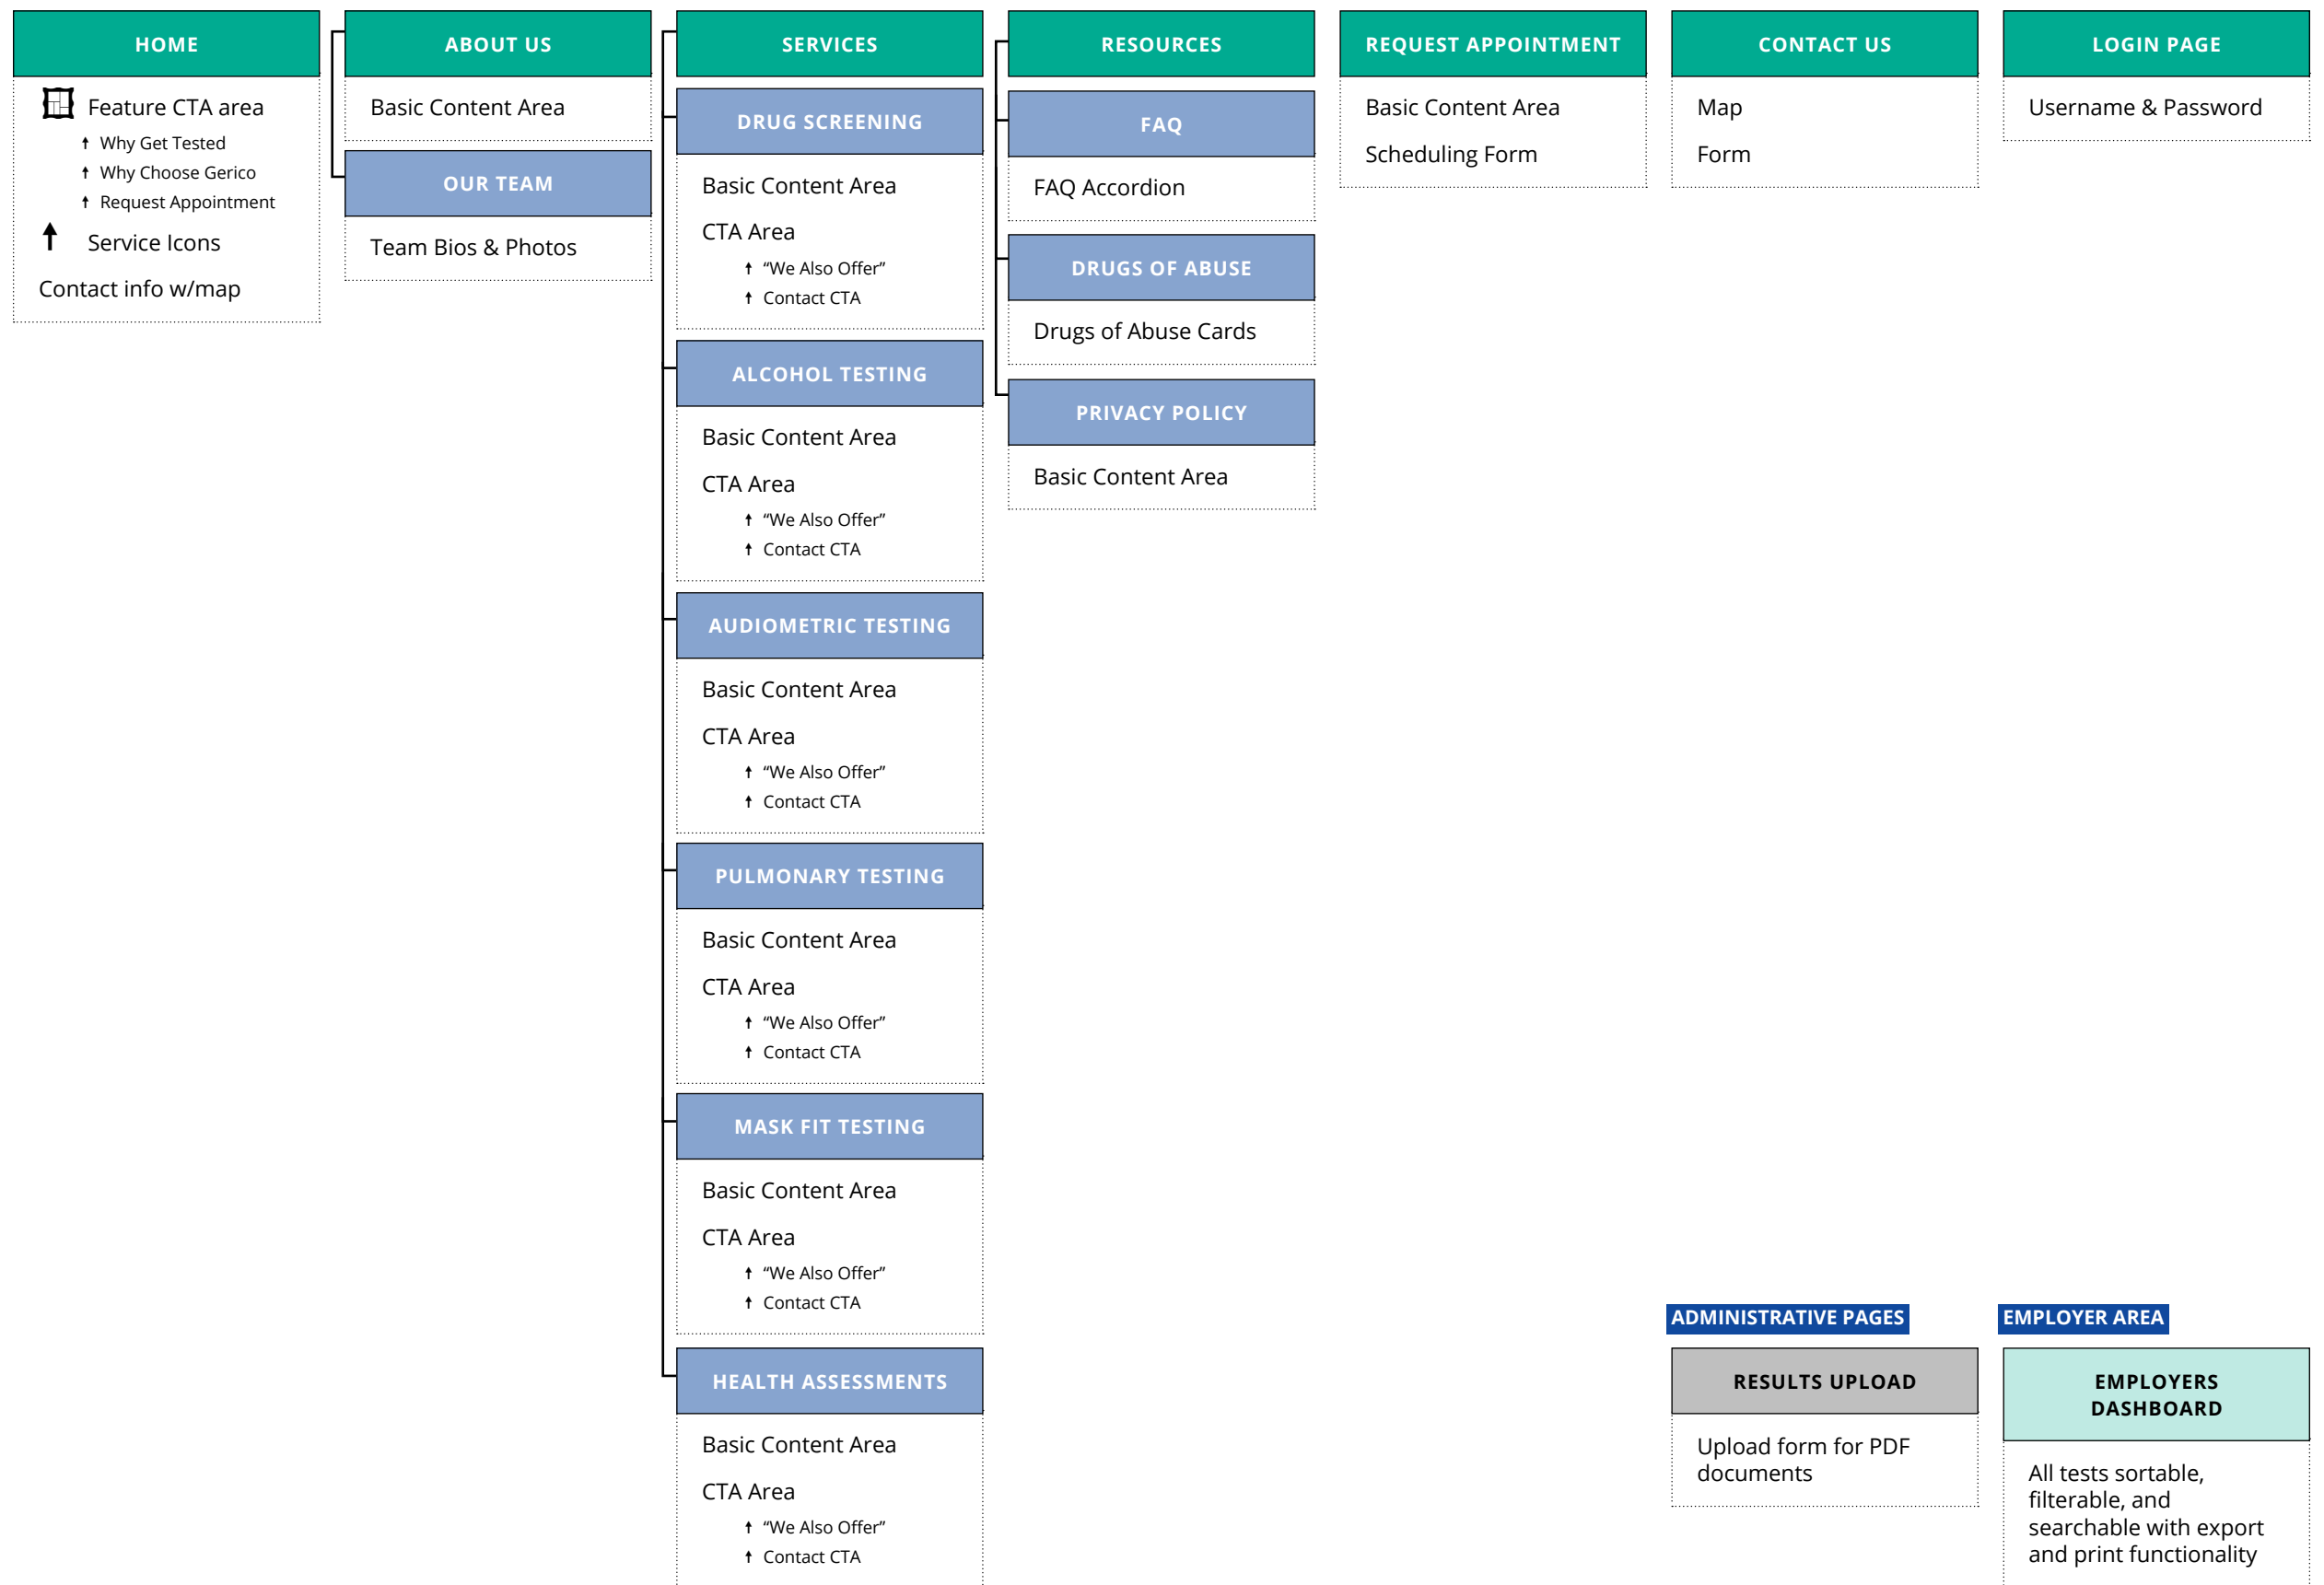 HOME
Feature CTA area
Why Get Tested
Why Choose Gerico
Request Appointment
Service Icons
Contact info w/map
ABOUT US
Basic Content Area
OUR TEAM
Team Bios & Photos
SERVICES
DRUG SCREENING
Basic Content Area
CTA Area
“We Also Offer”
Contact CTA
ALCOHOL TESTING
Basic Content Area
CTA Area
“We Also Offer”
Contact CTA
AUDIOMETRIC TESTING
Basic Content Area
CTA Area
“We Also Offer”
Contact CTA
PULMONARY TESTING
Basic Content Area
CTA Area
“We Also Offer”
Contact CTA
MASK FIT TESTING
Basic Content Area
CTA Area
“We Also Offer”
Contact CTA
HEALTH ASSESSMENTS
Basic Content Area
CTA Area
“We Also Offer”
Contact CTA
RESOURCES
FAQ
FAQ Accordion
DRUGS OF ABUSE
Drugs of Abuse Cards
PRIVACY POLICY
Basic Content Area
REQUEST APPOINTMENT
Basic Content Area
Scheduling Form
CONTACT US
Map
Form
LOGIN PAGE
Username & Password
ADMINISTRATIVE PAGES
RESULTS UPLOAD
Upload form for PDF
documents
EMPLOYER AREA
EMPLOYERS
DASHBOARD
All tests sortable,
filterable, and
searchable with export
and print functionality